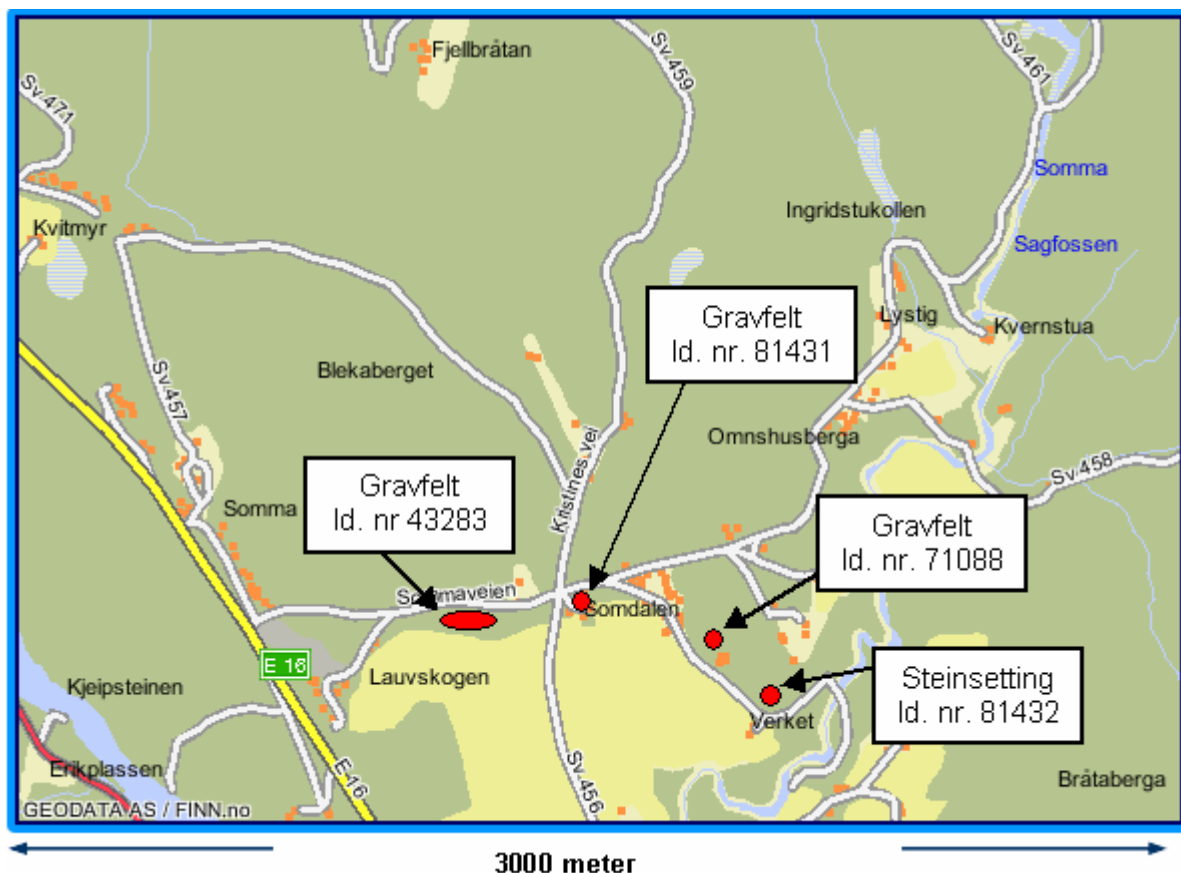 Fjellbråtan
Sv.459
Sv.461
Sv.471
Somma
Ingridstukollen
Kvitmyr
Sagfossen
Gravfelt
Id. nr. 81431
Lystig
Kvernstua
Blekaberget
Sv.457
Omnshusberga
Kristines vei
Sv.458
Gravfelt
Id. nr 43283
Somma
Gravfelt
Id. nr. 71088
Sommaveien
Somdalen
E 16
Lauvskogen
Kjeipsteinen
Steinsetting
Id. nr. 81432
Verket
Erikplassen
E16
Sv.456
Bråtaberga
GEODATA AS / FINN.no
3000 meter